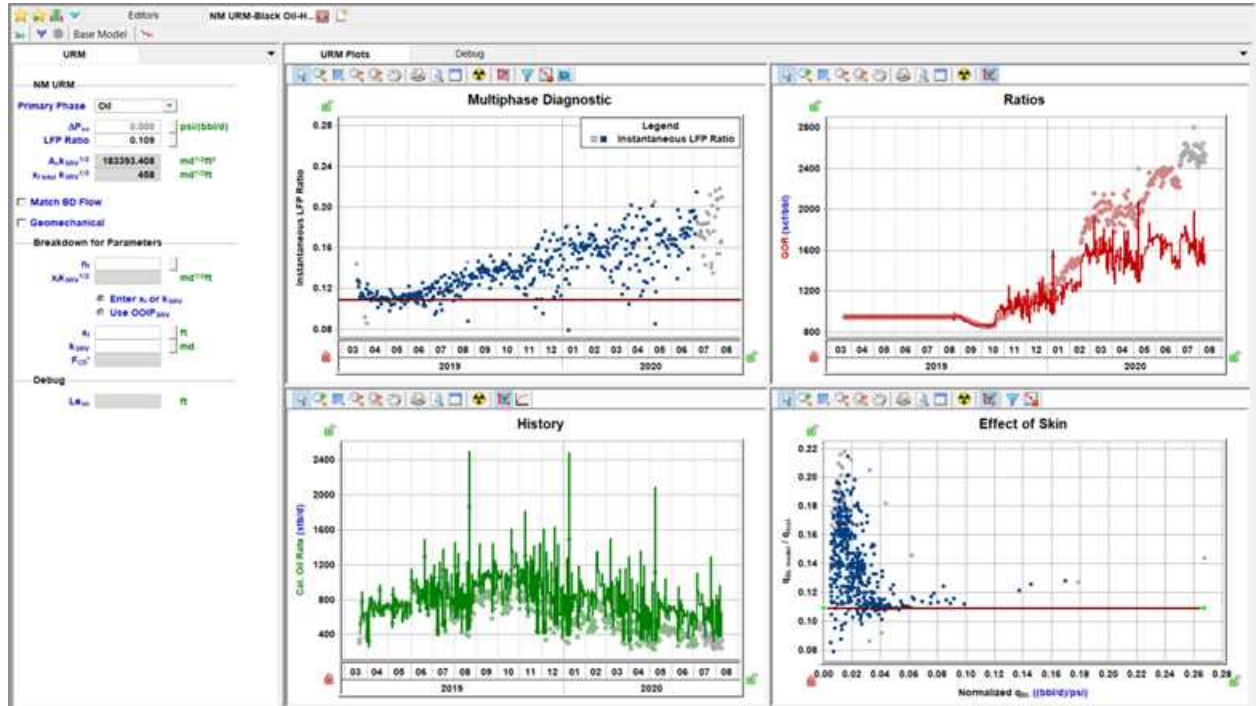 Editors
NM URM-Black Oil-H...
Base Model
URM
NM URM
Primary Phase Oil
0.000 psi/(bbl/d)
LFP Ratio 0.109
183393.408
458
Match BD Flow
Geomechanical
Breakdown for Parameters
Use OOIP
ft
md
Debug
ft
URM Plots
Debug
Multiphase Diagnostic
Legend
Instantaneous LFP Ratio
Instantaneous LFP Ratio
0.28
0.24
0.20
0.16
0.12
0.08
03 04 05 06 07 08 09 10 11 12 01 02 03 04 05 06 07 08
2019 2020
Ratios
GOR (scf/bbl)
2800
2400
2000
1600
1200
800
03 04 05 06 07 08 09 10 11 12 01 02 03 04 05 06 07 08
2019 2020
History
Cal. Oil Rate (stb/d)
2400
2000
1600
1200
800
400
03 04 05 06 07 08 09 10 11 12 01 02 03 04 05 06 07 08
2019 2020
Effect of Skin
0.22
0.20
0.18
0.16
0.14
0.12
0.10
0.08
0.00 0.02 0.04 0.06 0.08 0.10 0.12 0.14 0.16 0.18 0.20 0.22 0.24 0.26 0.28
Normalized ((bbl/d)/psi)